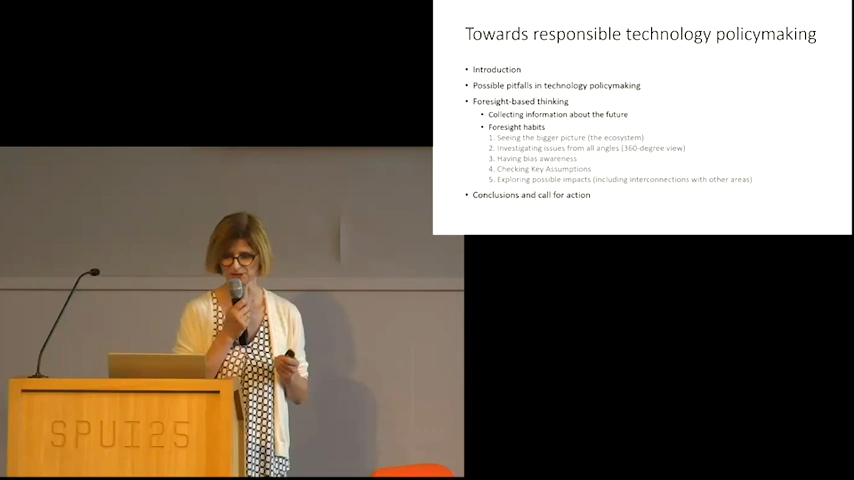 Towards responsible technology policymaking
• Introduction
• Possible pitfalls in technology policymaking
• Foresight-based thinking
• Collecting information about the future
• Foresight habits
1. Seeing the bigger picture (the ecosystem)
2. Investigating issues from all angles (360-degree view)
3. Having bias awareness
4. Checking Key Assumptions
5. Exploring possible impacts (including interconnections with other areas)
• Conclusions and call for action
SPUI25